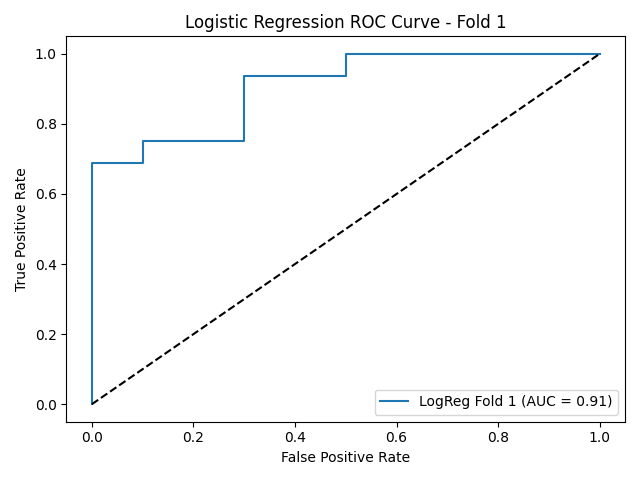 Logistic Regression ROC Curve - Fold 1
True Positive Rate
1.0
0.8
0.6
0.4
0.2
0.0
LogReg Fold 1 (AUC = 0.91)
0.0 0.2 0.4 0.6 0.8 1.0
False Positive Rate